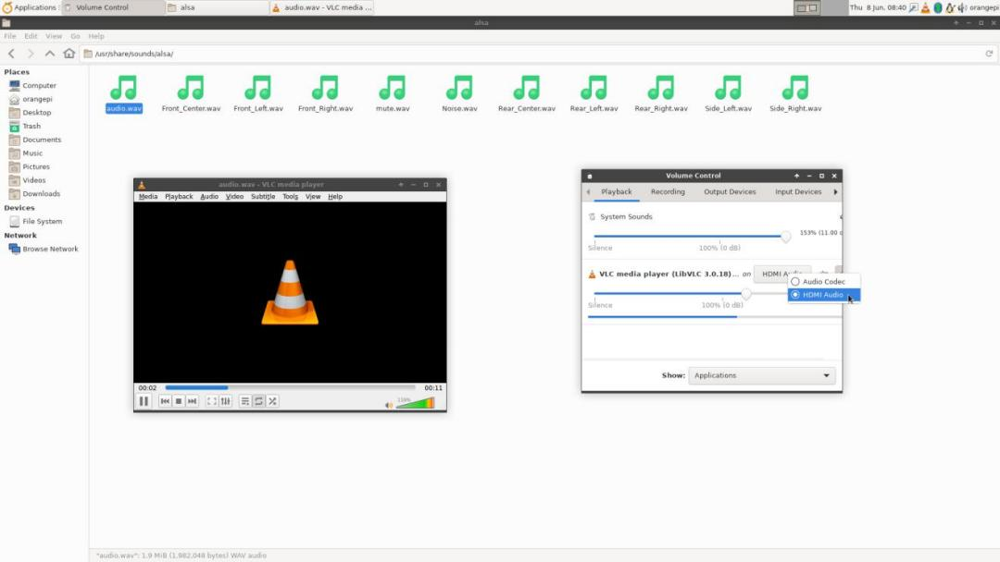 Applications
Volume Control
alsa
audio.wav - VLC media ...
Thu 8 Jun, 08:40
orangepi
alsa
File Edit View Go Help
/usr/share/sounds/alsa/
Places
Computer
orangepi
Desktop
Trash
Documents
Music
Pictures
Videos
Downloads
Devices
File System
Network
Browse Network
audio.wav
Front_Center.wav
Front_Left.wav
Front_Right.wav
mute.wav
Noise.wav
Rear_Center.wav
Rear_Left.wav
Rear_Right.wav
Side_Left.wav
Side_Right.wav
audio.wav - VLC media player
Media Playback Audio Video Subtitle Tools View Help
00:02
00:11
Volume Control
Playback Recording Output Devices Input Devices
System Sounds
153% (11.00
Silence 100% (0 dB)
VLC media player (LibVLC 3.0.18)... on HDMI
Audio Codec
HDMI Audio
Silence 100% (0 dB)
Show: Applications
"audio.wav": 1.9 MiB (1,982,048 bytes) WAV audio